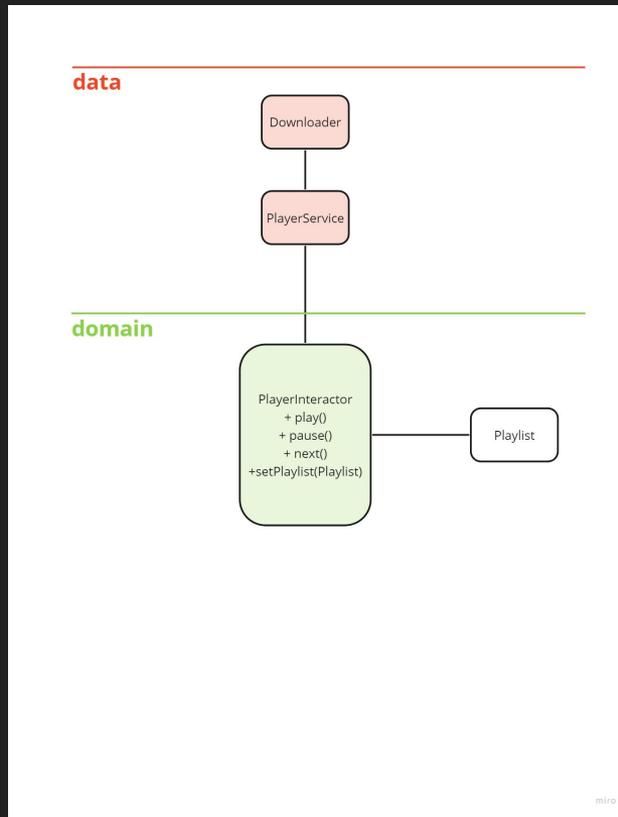 data
Downloader
PlayerService
domain
PlayerInteractor
+ play()
+ pause()
+ next()
+setPlaylist(Playlist)
Playlist
miro